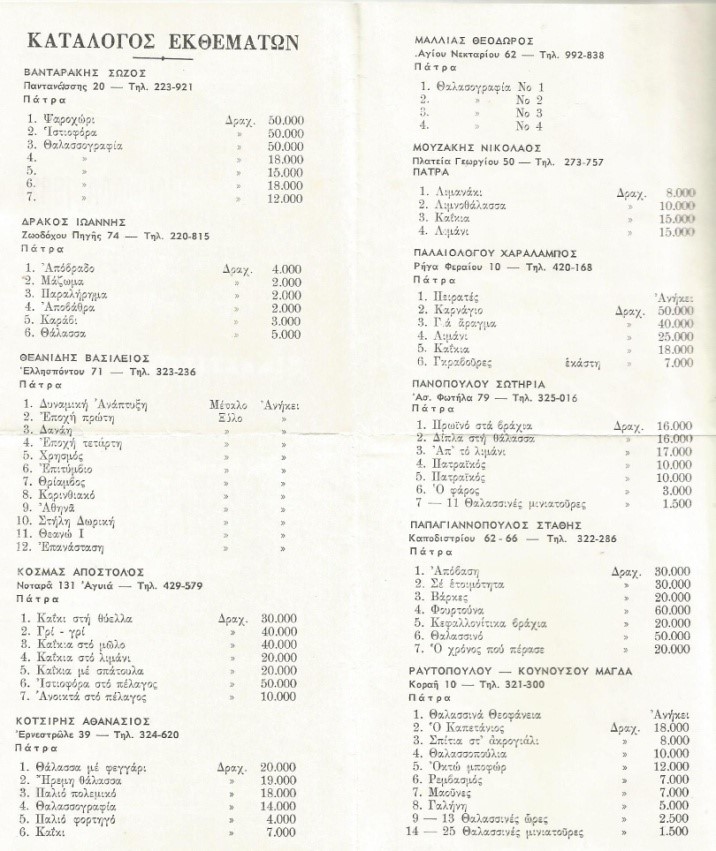 ΚΑΤΑΛΟΓΟΣ ΕΚΘΕΜΑΤΩΝ
ΒΑΝΤΑΡΑΚΗΣ ΣΩΖΟΣ
Παντανάσσης 20 — Τηλ. 223-921
Πάτρα
1. Ψαροχώρι Δραχ. 50.000
2. Ἱστιοφόρα » 50.000
3. Θαλασσογραφία » 50.000
4. » » 18.000
5. » » 15.000
6. » » 18.000
7. » » 12.000
ΔΡΑΚΟΣ ΙΩΑΝΝΗΣ
Ζωοδόχου Πηγῆς 74 — Τηλ. 220-815
Πάτρα
1. Ἀπόβραδο Δραχ. 4.000
2. Μάζωμα » 2.000
3. Παραλήρημα » 2.000
4. Ἀποβάθρα » 2.000
5. Καράβι » 3.000
6. Θάλασσα » 5.000
ΘΕΑΝΙΔΗΣ ΒΑΣΙΛΕΙΟΣ
Ἑλλησπόντου 71 — Τηλ. 323-236
Πάτρα
1. Δυναμική Ἀνάπτυξη Μέταλο Ἀνήκει
2. Ἐποχή πρώτη Ξύλο »
3. Δανάη » »
4. Ἐποχή τετάρτη » »
5. Χρησμός » »
6. Ἐπιτύμβιο » »
7. Θρίαμβος » »
8. Κορινθιακό » »
9. Ἀθηνᾶ » »
10. Στήλη Δωρική » »
11. Θεανώ Ι » »
12. Ἐπανάσταση » »
ΚΟΣΜΑΣ ΑΠΟΣΤΟΛΟΣ
Νοταρᾶ 131 Ἀγυιά — Τηλ. 429-579
Πάτρα
1. Καΐκι στή θύελλα Δραχ. 30.000
2. Γρί - γρί » 40.000
3. Καΐκια στό μῶλο » 40.000
4. Καΐκια στό λιμάνι » 20.000
5. Καΐκια μέ σπάτουλα » 20.000
6. Ἱστιοφορα στό πέλαγος » 50.000
7. Ἀνοικτά στό πέλαγος » 10.000
ΚΟΤΣΙΡΗΣ ΑΘΑΝΑΣΙΟΣ
Ἑρνεστρῶλε 39 — Τηλ. 324-620
Πάτρα
1. Θάλασσα μέ φεγγάρι Δραχ. 20.000
2. Ἤρεμη θάλασσα » 19.000
3. Παλιό πολεμικό » 18.000
4. Θαλασσογραφία » 14.000
5. Παλιό φορτηγό » 4.000
6. Καΐκι » 7.000
ΜΑΛΛΙΑΣ ΘΕΟΔΩΡΟΣ
Ἁγίου Νεκταρίου 62 — Τηλ. 992-838
Πάτρα
1. Θαλασογραφία Νο 1
2. » Νο 2
3. » Νο 3
4. » Νο 4
ΜΟΥΖΑΚΗΣ ΝΙΚΟΛΑΟΣ
Πλατεία Γεωργίου 50 — Τηλ. 273-757
ΠΑΤΡΑ
1. Λιμανάκι Δραχ. 8.000
2. Λιμνοθάλασσα » 10.000
3. Καΐκια » 15.000
4. Λιμάνι » 15.000
ΠΑΛΑΙΟΛΟΓΟΥ ΧΑΡΑΛΑΜΠΟΣ
Ρήγα Φεραίου 10 — Τηλ. 420-168
Πάτρα
1. Πειρατές Ἀνήκει
2. Καρνάγιο Δραχ. 50.000
3. Γιά ἄραγμα » 40.000
4. Λιμάνι » 25.000
5. Καΐκια » 18.000
6. Γκραβοῦρες ἑκάστη » 7.000
ΠΑΝΟΠΟΥΛΟΥ ΣΩΤΗΡΙΑ
Ἀσ. Φωτήλα 79 — Τηλ. 325-016
Πάτρα
1. Πρωϊνό στά βράχια Δραχ. 16.000
2. Δίπλα στή θάλασσα » 16.000
3. Ἀπ' τό λιμάνι » 17.000
4. Πατραϊκός » 10.000
5. Πατραϊκός » 10.000
6. Ὁ φάρος » 3.000
7 — 11 Θαλασσινές μινιατοῦρες » 1.500
ΠΑΠΑΓΙΑΝΝΟΠΟΥΛΟΣ ΣΤΑΘΗΣ
Καποδιστρίου 62-66 — Τηλ. 322-286
Πάτρα
1. Ἀπόβαση Δραχ. 30.000
2. Σέ ἑτοιμότητα » 30.000
3. Βάρκες » 20.000
4. Φουρτούνα » 60.000
5. Κεφαλλονίτικα βράχια » 20.000
6. Θαλασσινό » 50.000
7. Ὁ χρόνος πού πέρασε » 20.000
ΡΑΥΤΟΠΟΥΛΟΥ — ΚΟΥΝΟΥΣΟΥ ΜΑΓΔΑ
Κοραῆ 10 — Τηλ. 321-300
Πάτρα
1. Θαλασσινά Θεοφάνεια Ἀνήκει
2. Ὁ Καπετάνιος Δραχ. 18.000
3. Σπίτια στ' ἀκρογιάλι » 8.000
4. Θαλασσοπούλια » 10.000
5. Ὀκτώ μποφώρ » 12.000
6. Ρεμβασμός » 7.000
7. Μαοῦνες » 7.000
8. Γαλήνη » 5.000
9 — 13 Θαλασσινές ὧρες » 2.500
14 — 25 Θαλασσινές μινιατοῦρες » 1.500